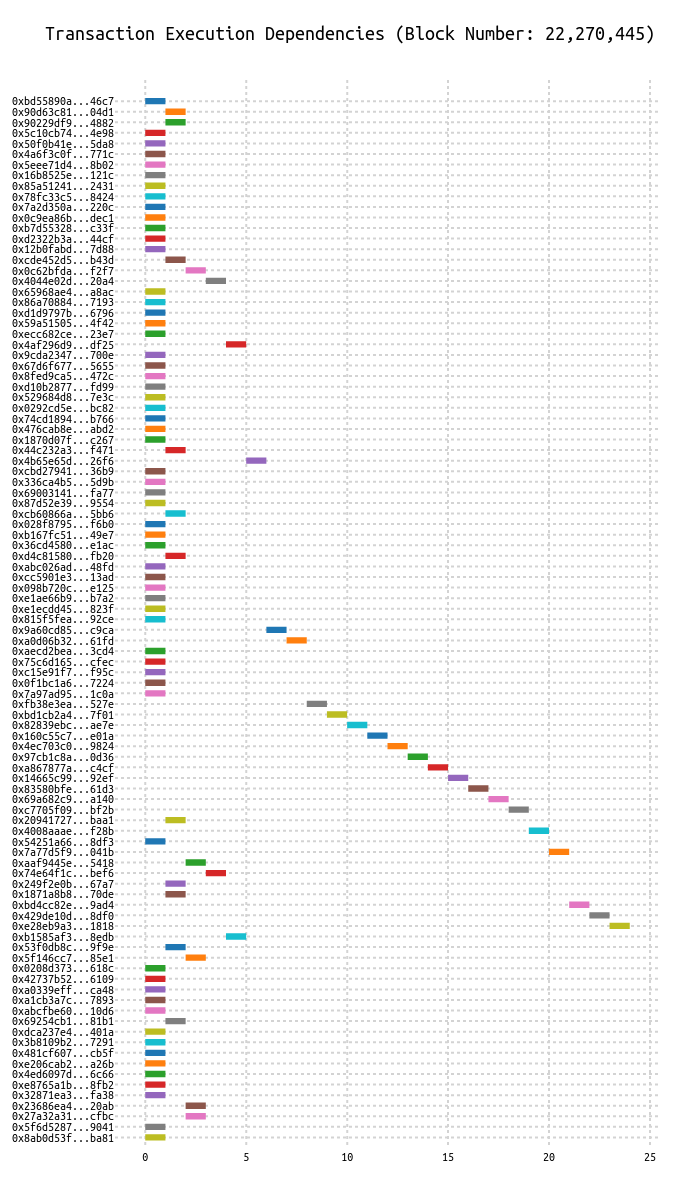 Transaction Execution Dependencies (Block Number: 22,270,445)
0xbd55890a...46c7
0x90d63c81...04d1
0x90229df9...4882
0x5c10cb74...4e98
0x50f0b41e...5da8
0x4a6f3c0f...771c
0x5eee71d4...8b02
0x16b8525e...121c
0x85a51241...2431
0x78fc33c5...8424
0x7a2d350a...220c
0x0c9ea86b...dec1
0xb7d55328...c33f
0xd2322b3a...44cf
0x12b0fabd...7d88
0xcde452d5...b43d
0x0c62bfda...f2f7
0x4044e02d...20a4
0x65968ae4...a8ac
0x86a70884...7193
0xd1d9797b...6796
0x59a51505...4f42
0xecc682ce...23e7
0x4af296d9...df25
0x9cda2347...700e
0x67d6f677...5655
0x8fed9ca5...472c
0xd10b2877...fd99
0x529684d8...7e3c
0x0292cd5e...bc82
0x74cd1894...b766
0x476cab8e...abd2
0x1870d07f...c267
0x44c232a3...f471
0x4b65e65d...26f6
0xcbd27941...36b9
0x336ca4b5...5d9b
0x69003141...fa77
0x87d52e39...9554
0xcb60866a...5bb6
0x028f8795...f6b0
0xb167fc51...49e7
0x36cd4580...e1ac
0xd4c81580...fb20
0xabc026ad...48fd
0xcc5901e3...13ad
0x098b720c...e125
0xe1ae66b9...b7a2
0xe1ecdd45...823f
0x815f5fea...92ce
0x9a60cd85...c9ca
0xa0d06b32...61fd
0xaecd2bea...3cd4
0x75c6d165...cfec
0xc15e91f7...f95c
0x0f1bc1a6...7224
0x7a97ad95...1c0a
0xfb38e3ea...527e
0xbd1cb2a4...7f01
0x82839ebc...ae7e
0x160c55c7...e01a
0x4ec703c0...9824
0x97cb1c8a...0d36
0xa867877a...c4cf
0x14665c99...92ef
0x83580bfe...61d3
0x69a682c9...a140
0xc7705f09...bf2b
0x20941727...baa1
0x4008aaae...f28b
0x54251a66...8df3
0x7a77d5f9...041b
0xaaf9445e...5418
0x74e64f1c...bef6
0x249f2e0b...67a7
0x1871a8b8...70de
0xbd4cc82e...9ad4
0x429de10d...8df0
0xe28eb9a3...1818
0xb1585af3...8edb
0x53f0db8c...9f9e
0x5f146cc7...85e1
0x0208d373...618c
0x42737b52...6109
0xa0339eff...ca48
0xa1cb3a7c...7893
0xabcfbe60...10d6
0x69254cb1...81b1
0xdca237e4...401a
0x3b8109b2...7291
0x481cf607...cb5f
0xe206cab2...a26b
0x4ed6097d...6c66
0xe8765a1b...8fb2
0x32871ea3...fa38
0x23686ea4...20ab
0x27a32a31...cfbc
0x5f6d5287...9041
0x8ab0d53f...ba81
0 5 10 15 20 25